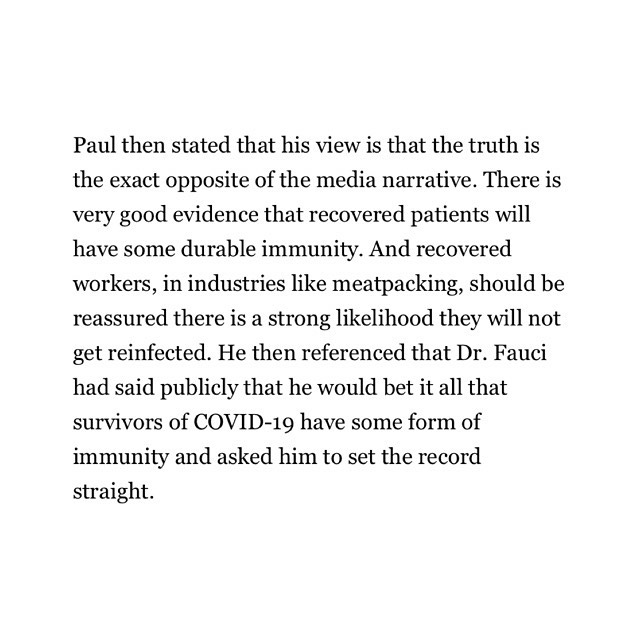 Paul then stated that his view is that the truth is
the exact opposite of the media narrative. There is
very good evidence that recovered patients will
have some durable immunity. And recovered
workers, in industries like meatpacking, should be
reassured there is a strong likelihood they will not
get reinfected. He then referenced that Dr. Fauci
had said publicly that he would bet it all that
survivors of COVID-19 have some form of
immunity and asked him to set the record
straight.